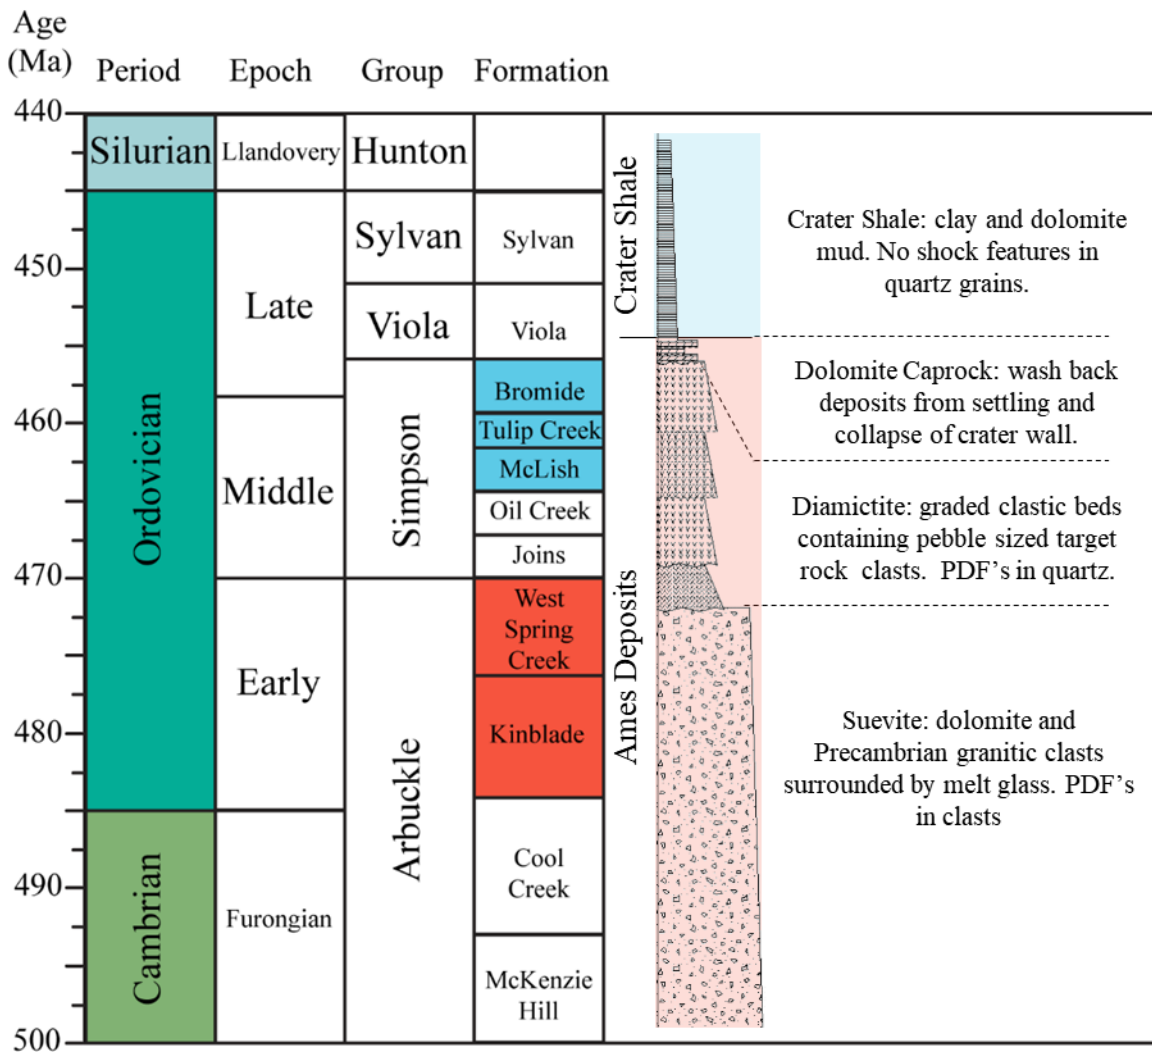 Age
(Ma)
Period
Epoch
Group
Formation
440
450
460
470
480
490
500
Silurian
Ordovician
Cambrian
Llandovery
Late
Middle
Early
Furongian
Hunton
Sylvan
Viola
Simpson
Arbuckle
Sylvan
Viola
Bromide
Tulip Creek
McLish
Oil Creek
Joins
West
Spring
Creek
Kinblade
Cool
Creek
McKenzie
Hill
Crater Shale
Ames Deposits
Crater Shale: clay and dolomite
mud. No shock features in
quartz grains.
Dolomite Caprock: wash back
deposits from settling and
collapse of crater wall.
Diamictite: graded clastic beds
containing pebble sized target
rock clasts. PDF's in quartz.
Suevite: dolomite and
Precambrian granitic clasts
surrounded by melt glass. PDF's
in clasts